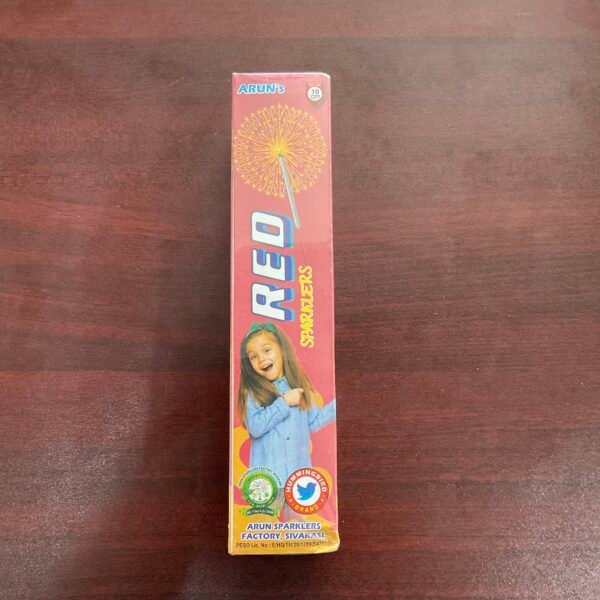 ARUN's
10
cm
RED
SPARKLERS
HUMMINGBIRD
BRAND
ARUN SPARKLERS
FACTORY, SIVAKASI.